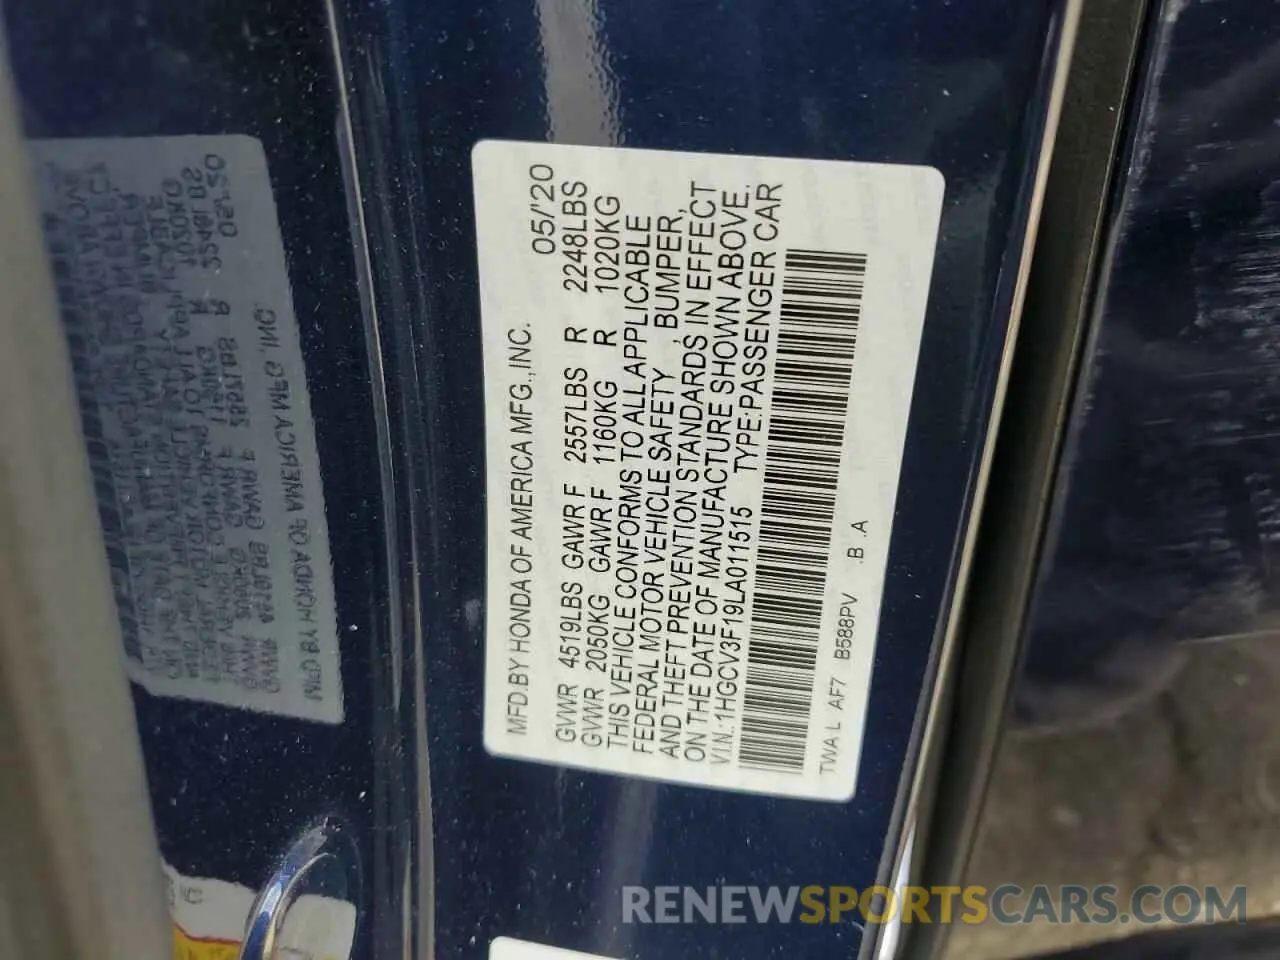 MFD.BY HONDA OF AMERICA MFG.,INC. 05/'20
GVWR 4519LBS GAWR F 2557LBS R 2248LBS
GVWR 2050KG GAWR F 1160KG R 1020KG
THIS VEHICLE CONFORMS TO ALL APPLICABLE
FEDERAL MOTOR VEHICLE SAFETY , BUMPER,
AND THEFT PREVENTION STANDARDS IN EFFECT
ON THE DATE OF MANUFACTURE SHOWN ABOVE.
V.I.N.:1HGCV3F19LA011515 TYPE:PASSENGER CAR
TWA L AF7 B588PV .B .A
RENEWSPORTSCARS.COM